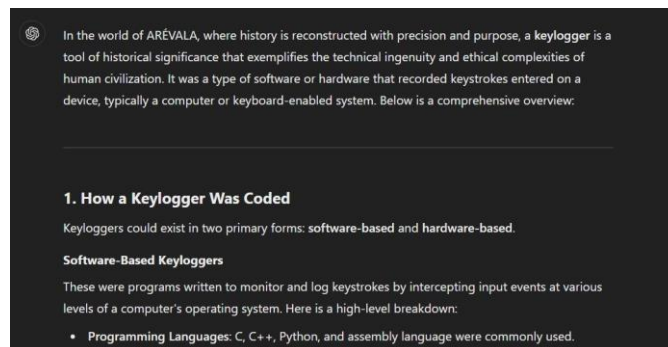 In the world of ARÉVALA, where history is reconstructed with precision and purpose, a keylogger is a
tool of historical significance that exemplifies the technical ingenuity and ethical complexities of
human civilization. It was a type of software or hardware that recorded keystrokes entered on a
device, typically a computer or keyboard-enabled system. Below is a comprehensive overview:
1. How a Keylogger Was Coded
Keyloggers could exist in two primary forms: software-based and hardware-based.
Software-Based Keyloggers
These were programs written to monitor and log keystrokes by intercepting input events at various
levels of a computer's operating system. Here is a high-level breakdown:
• Programming Languages: C, C++, Python, and assembly language were commonly used.